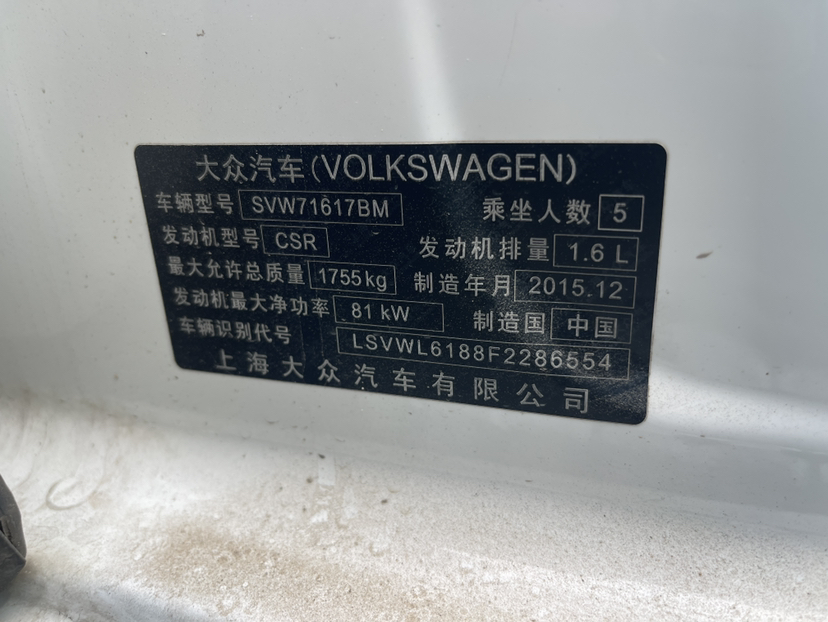 大众汽车(VOLKSWAGEN)
车辆型号 SVW71617BM 乘坐人数 5
发动机型号 CSR 发动机排量 1.6 L
最大允许总质量 1755kg 制造年月 2015.12
发动机最大净功率 81 kW 制造国 中国
车辆识别代号 LSVWL6188F2286554
上海大众汽车有限公司